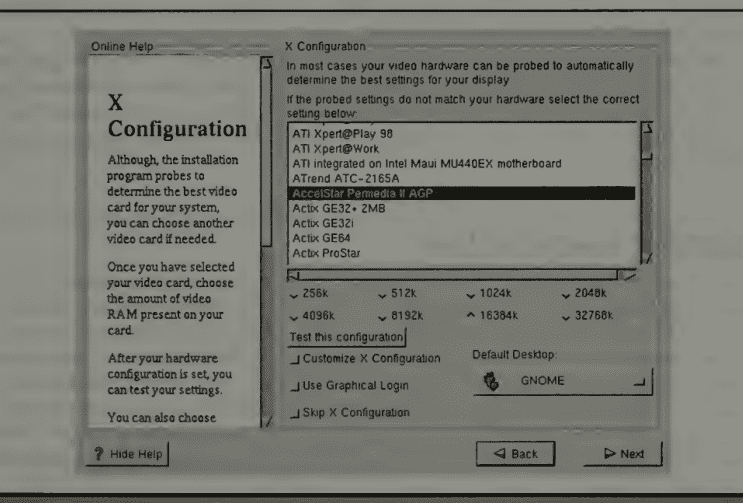 Online Help
X
Configuration
Although, the installation
program probes to
determine the best video
card for your system,
you can choose another
video card if needed.
Once you have selected
your video card, choose
the amount of video
RAM present on your
card.
After your hardware
configuration is set, you
can test your settings.
You can also choose
X Configuration
In most cases your video hardware can be probed to automatically
determine the best settings for your display
If the probed settings do not match your hardware select the correct
setting below:
ATI Xpert@Play 98
ATI Xpert@Work
ATI integrated on Intel Maui MU440EX motherboard
ATrend ATC-2165A
AccelStar Permedia II AGP
Actix GE32+ 2MB
Actix GE32i
Actix GE64
Actix ProStar
256k 512k 1024k 2048k
4096k 8192k 16384k 32768k
Test this configuration
Customize X Configuration
Default Desktop:
Use Graphical Login
GNOME
Skip X Configuration
? Hide Help
Back
Next